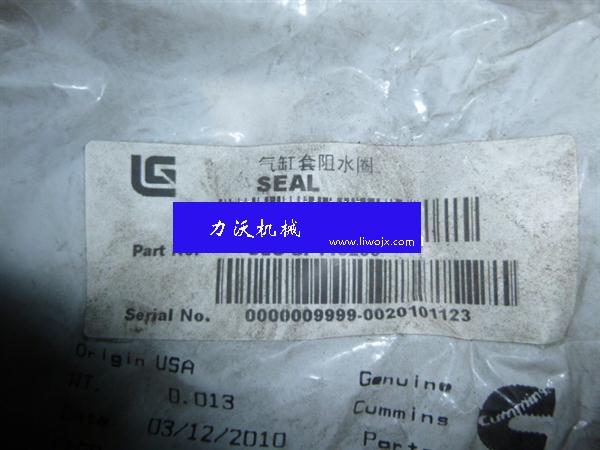 气缸套阻水圈
SEAL
力沃机械
www.liwojx.com
Part No.
Serial No.
0000009999-0020101123
Origin USA
WT. 0.013
Date 03/12/2010
Genuine
Cummins
Parts
Cummins